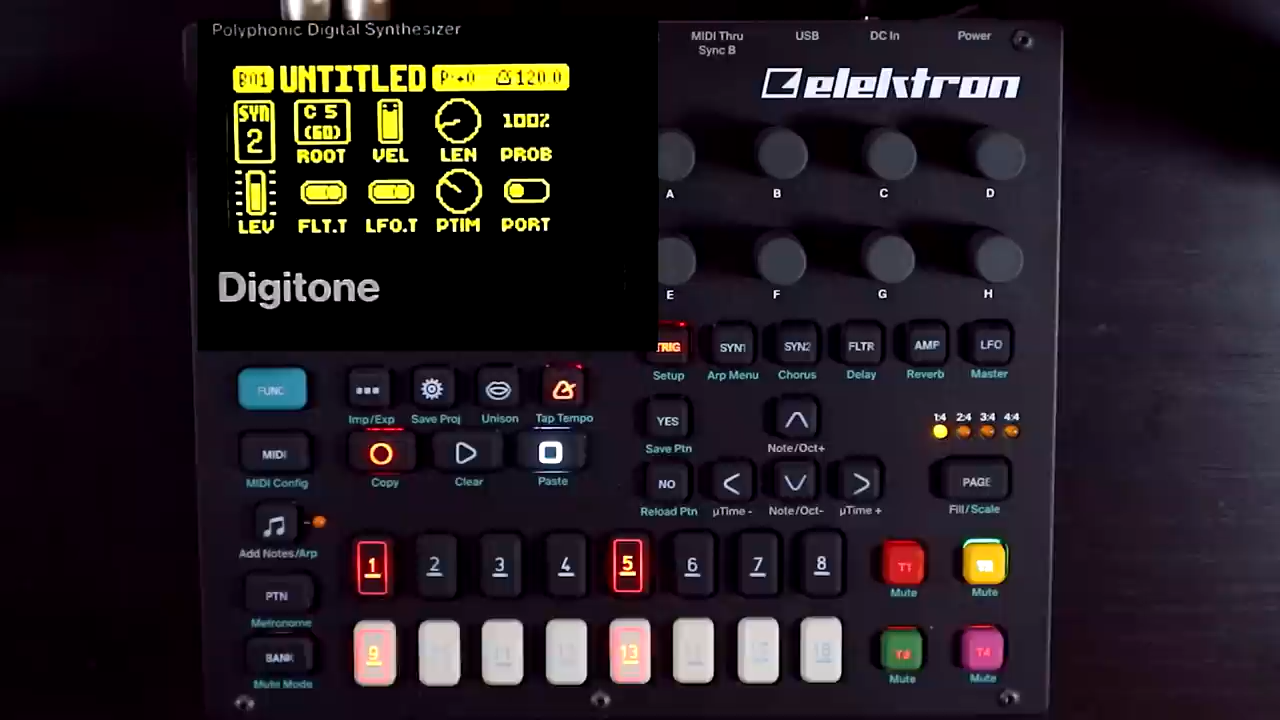 Polyphonic Digital Synthesizer
B01 UNTITLED P:+0 120.0
SYN 2 C 5 (60) 100%
ROOT VEL LEN PROB
LEV FLT.T LFO.T PTIM PORT
Digitone
MIDI Thru USB DC In Power
Sync B
elektron
A B C D
E F G H
TRIG SYN1 SYN2 FLTR AMP LFO
Setup Arp Menu Chorus Delay Reverb Master
FUNC
Imp/Exp Save Proj Unison Tap Tempo
YES
Save Ptn Note/Oct+
1:4 2:4 3:4 4:4
MIDI
MIDI Config Copy Clear Paste
NO PAGE
Reload Ptn µTime - Note/Oct- µTime + Fill/Scale
Add Notes/Arp
1 2 3 4 5 6 7 8 T1
Mute Mute
PTN
Metronome
BANK
Mute Mode
9 13 T3 T4
Mute Mute